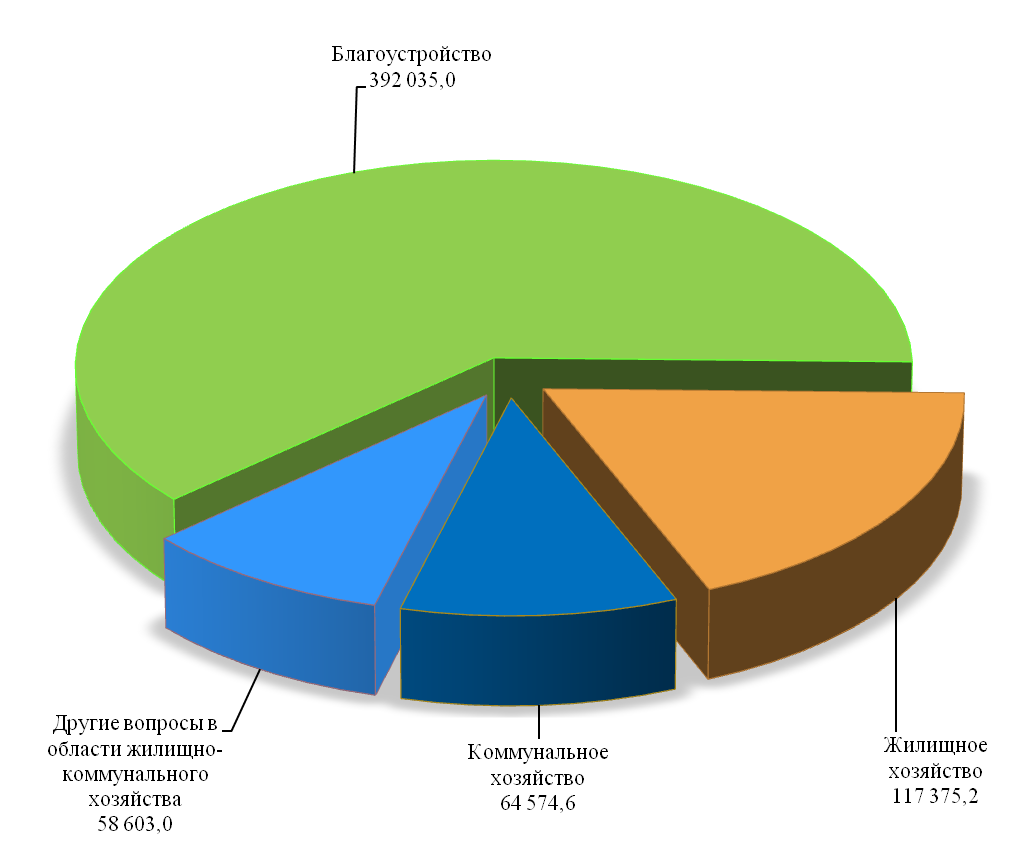 Благоустройство
392 035,0
Другие вопросы в
области жилищно-
коммунального
хозяйства
58 603,0
Коммунальное
хозяйство
64 574,6
Жилищное
хозяйство
117 375,2